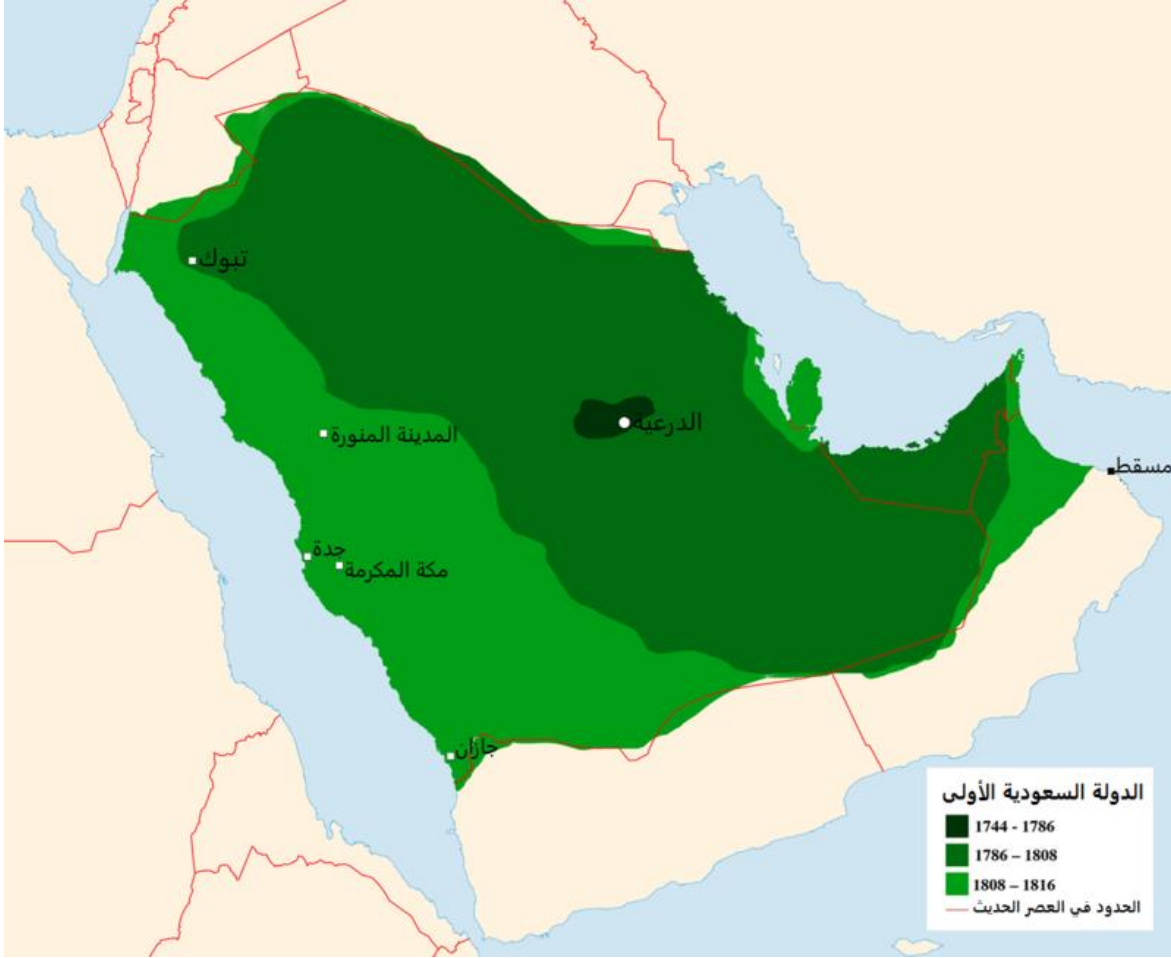 تبوك
الدرعية
المدينة المنورة
مسقط
جدة
مكة المكرمة
جازان
الدولة السعودية الأولى
1744 - 1786
1786 – 1808
1808 – 1816
الحدود في العصر الحديث